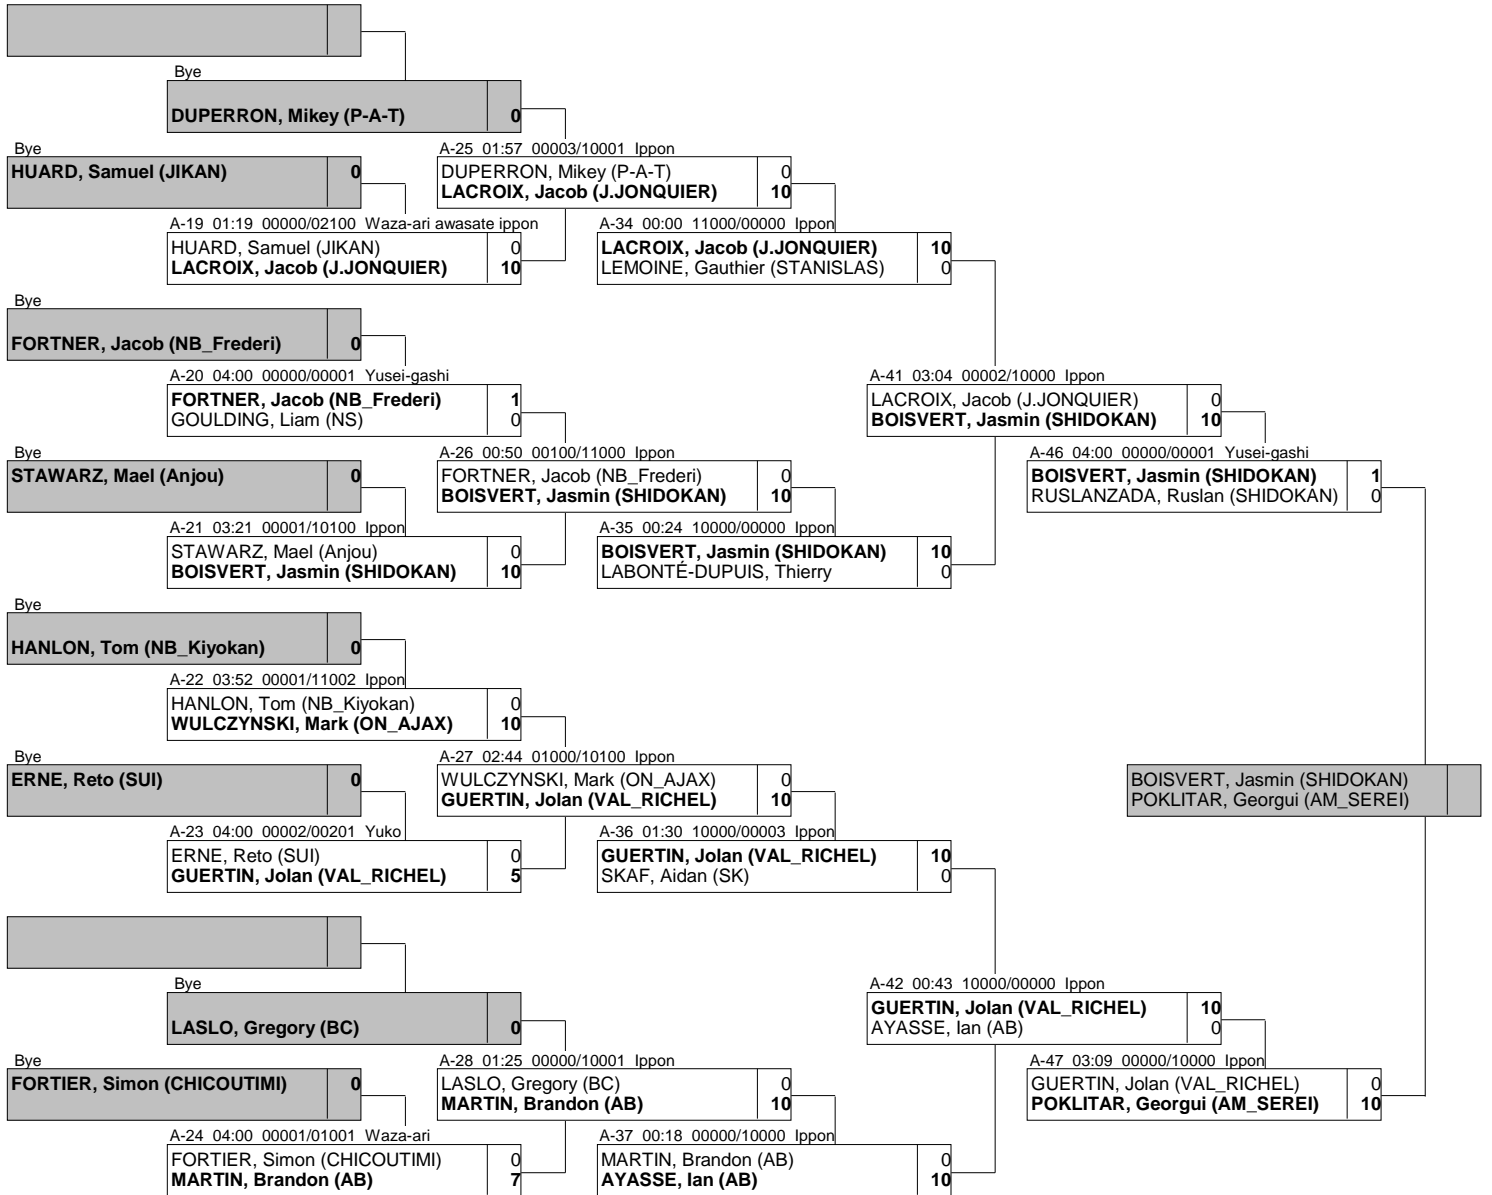 Bye
DUPERRON, Mikey (P-A-T) 0
Bye
HUARD, Samuel (JIKAN) 0
A-25 01:57 00003/10001 Ippon
DUPERRON, Mikey (P-A-T) 0
LACROIX, Jacob (J.JONQUIER) 10
A-19 01:19 00000/02100 Waza-ari awasate ippon
HUARD, Samuel (JIKAN) 0
LACROIX, Jacob (J.JONQUIER) 10
A-34 00:00 11000/00000 Ippon
LACROIX, Jacob (J.JONQUIER) 10
LEMOINE, Gauthier (STANISLAS) 0
Bye
FORTNER, Jacob (NB_Frederi) 0
A-20 04:00 00000/00001 Yusei-gashi
FORTNER, Jacob (NB_Frederi) 1
GOULDING, Liam (NS) 0
A-41 03:04 00002/10000 Ippon
LACROIX, Jacob (J.JONQUIER) 0
BOISVERT, Jasmin (SHIDOKAN) 10
Bye
STAWARZ, Mael (Anjou) 0
A-26 00:50 00100/11000 Ippon
FORTNER, Jacob (NB_Frederi) 0
BOISVERT, Jasmin (SHIDOKAN) 10
A-46 04:00 00000/00001 Yusei-gashi
BOISVERT, Jasmin (SHIDOKAN) 1
RUSLANZADA, Ruslan (SHIDOKAN) 0
A-21 03:21 00001/10100 Ippon
STAWARZ, Mael (Anjou) 0
BOISVERT, Jasmin (SHIDOKAN) 10
A-35 00:24 10000/00000 Ippon
BOISVERT, Jasmin (SHIDOKAN) 10
LABONTÉ-DUPUIS, Thierry 0
Bye
HANLON, Tom (NB_Kiyokan) 0
A-22 03:52 00001/11002 Ippon
HANLON, Tom (NB_Kiyokan) 0
WULCZYNSKI, Mark (ON_AJAX) 10
Bye
ERNE, Reto (SUI) 0
A-27 02:44 01000/10100 Ippon
WULCZYNSKI, Mark (ON_AJAX) 0
GUERTIN, Jolan (VAL_RICHEL) 10
BOISVERT, Jasmin (SHIDOKAN)
POKLITAR, Georgui (AM_SEREI)
A-23 04:00 00002/00201 Yuko
ERNE, Reto (SUI) 0
GUERTIN, Jolan (VAL_RICHEL) 5
A-36 01:30 10000/00003 Ippon
GUERTIN, Jolan (VAL_RICHEL) 10
SKAF, Aidan (SK) 0
Bye
LASLO, Gregory (BC) 0
A-42 00:43 10000/00000 Ippon
GUERTIN, Jolan (VAL_RICHEL) 10
AYASSE, Ian (AB) 0
Bye
FORTIER, Simon (CHICOUTIMI) 0
A-28 01:25 00000/10001 Ippon
LASLO, Gregory (BC) 0
MARTIN, Brandon (AB) 10
A-47 03:09 00000/10000 Ippon
GUERTIN, Jolan (VAL_RICHEL) 0
POKLITAR, Georgui (AM_SEREI) 10
A-24 04:00 00001/01001 Waza-ari
FORTIER, Simon (CHICOUTIMI) 0
MARTIN, Brandon (AB) 7
A-37 00:18 00000/10000 Ippon
MARTIN, Brandon (AB) 0
AYASSE, Ian (AB) 10